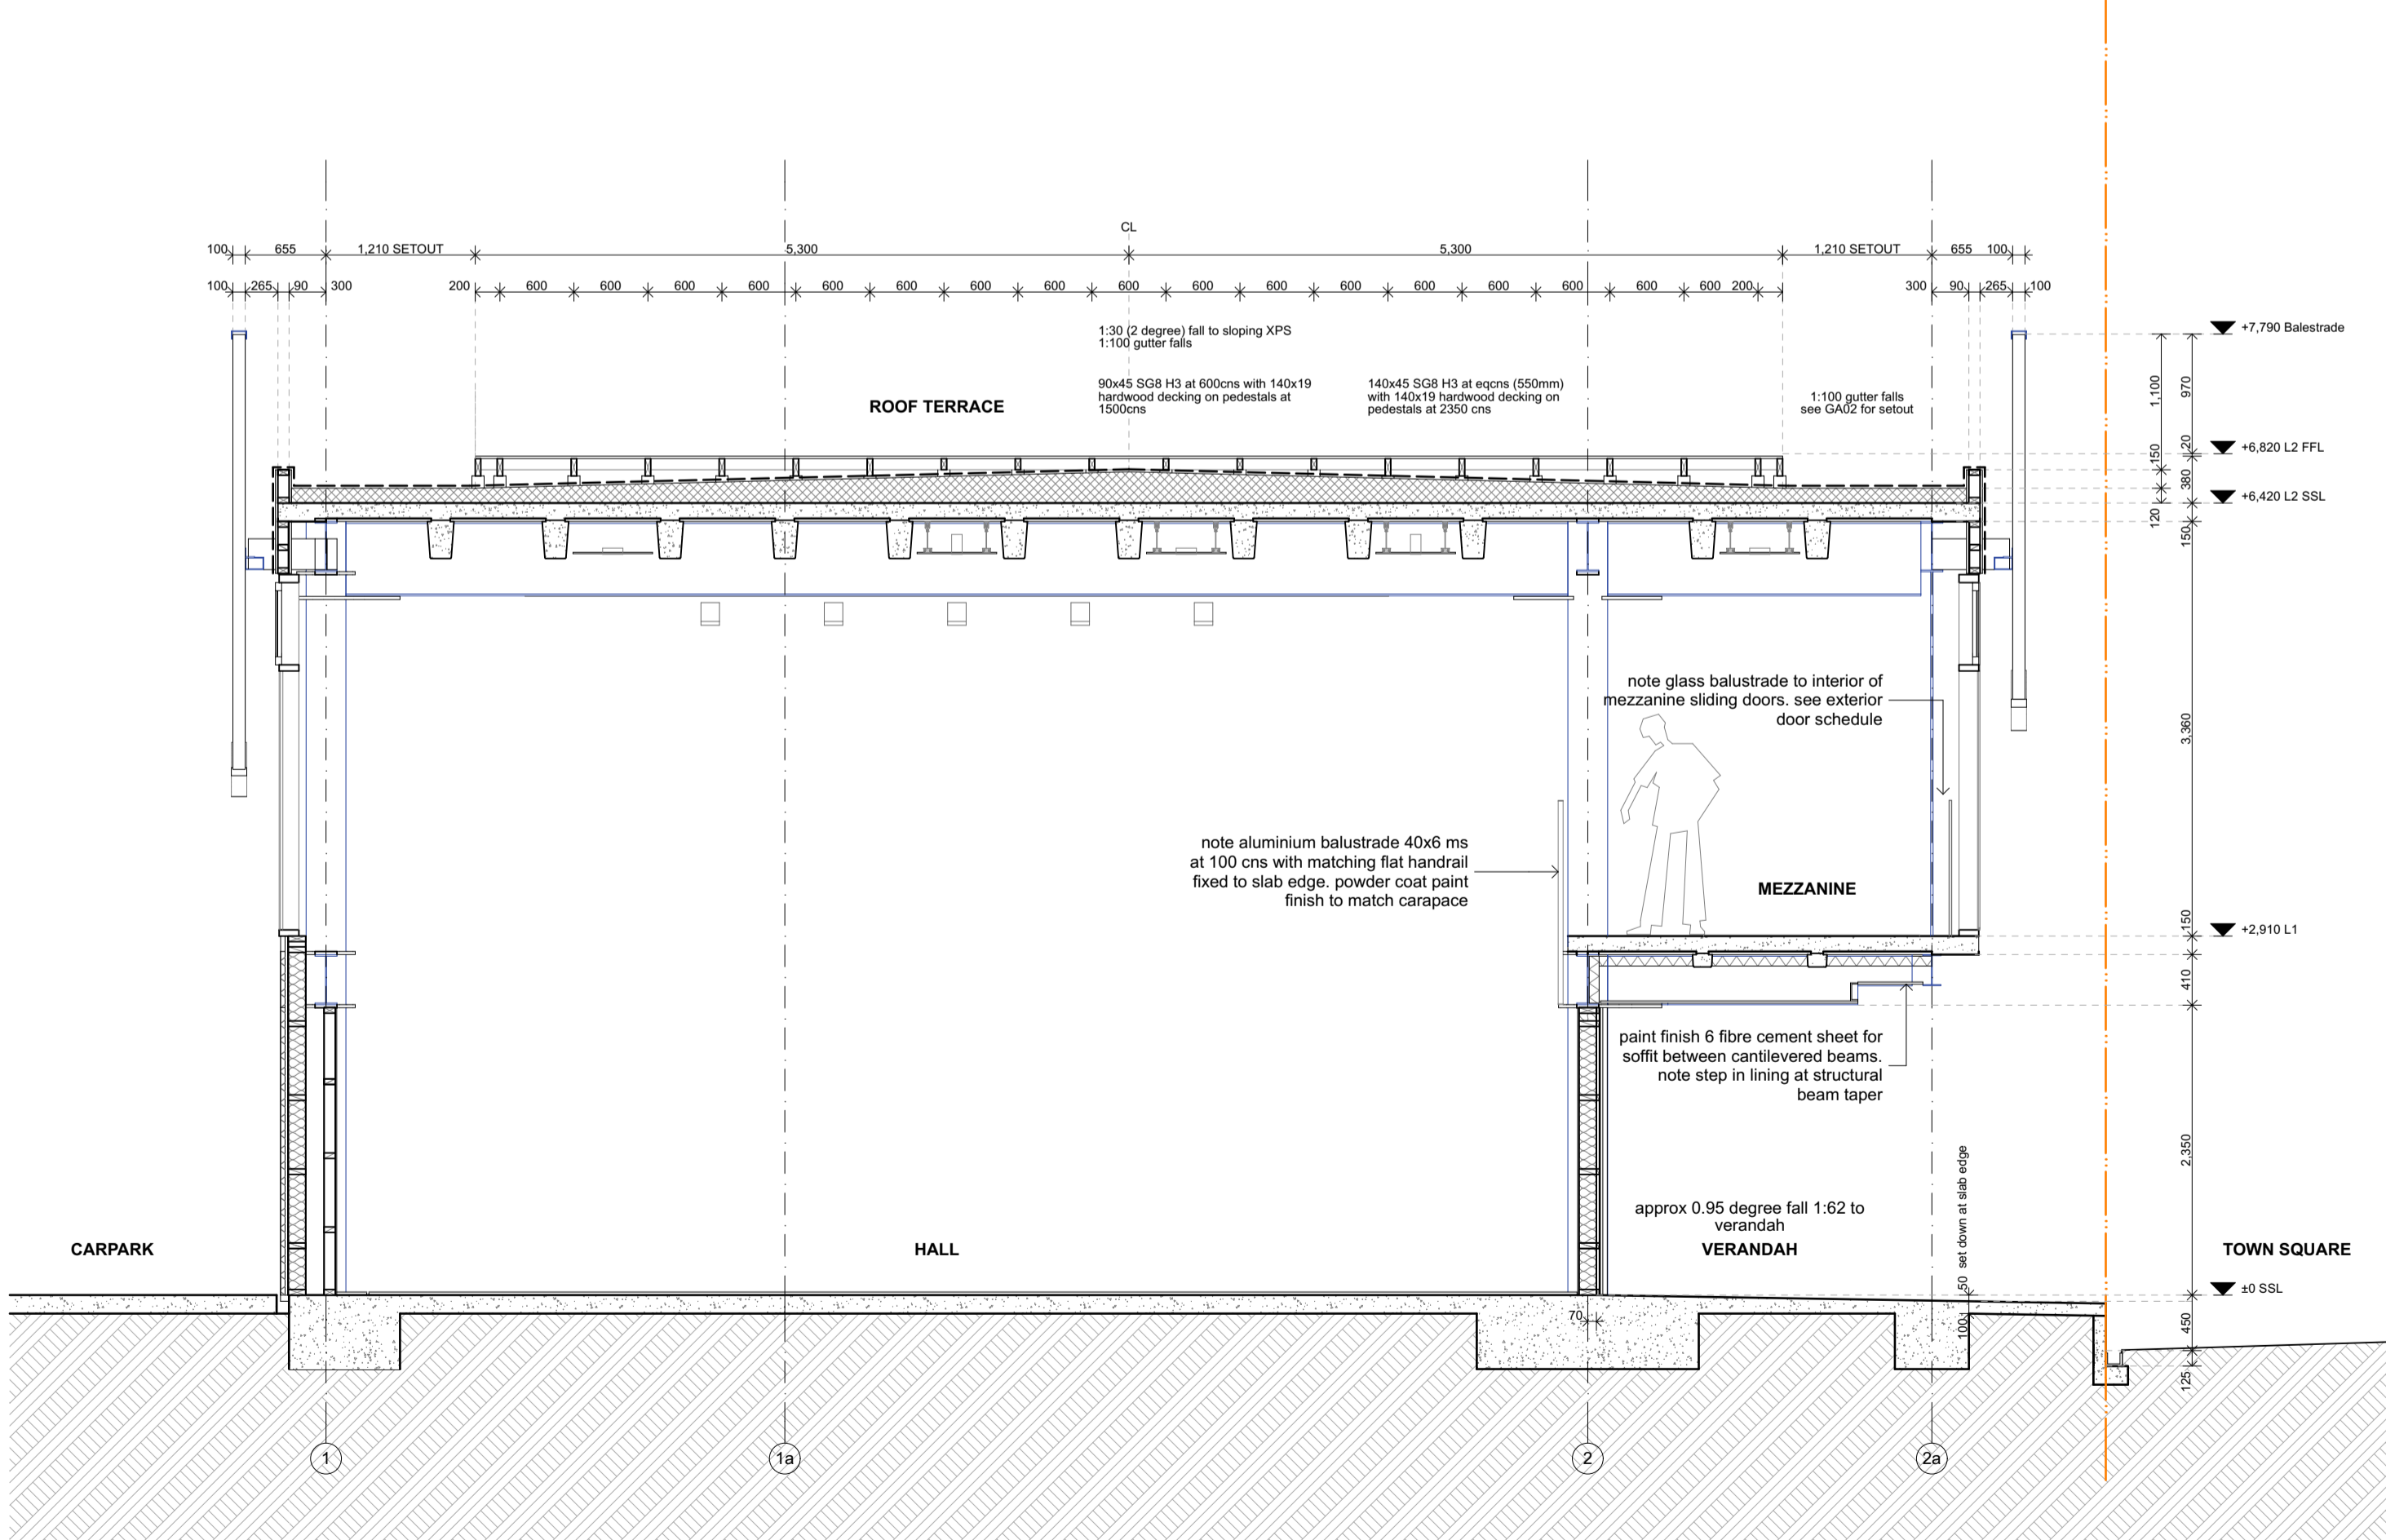 CL
100 655 1,210 SETOUT 5,300 5,300 1,210 SETOUT 655 100
100 265 90 300 200 600 600 600 600 600 600 600 600 600 600 600 600 600 600 600 600 600 200 300 90 265 100
1:30 (2 degree) fall to sloping XPS
1:100 gutter falls
+7,790 Balestrade
90x45 SG8 H3 at 600cns with 140x19
hardwood decking on pedestals at
1500cns
140x45 SG8 H3 at eqcns (550mm)
with 140x19 hardwood decking on
pedestals at 2350 cns
1:100 gutter falls
see GA02 for setout
ROOF TERRACE
1,100
970
150
120
+6,820 L2 FFL
380
+6,420 L2 SSL
120
150
note glass balustrade to interior of
mezzanine sliding doors. see exterior
door schedule
3,360
note aluminium balustrade 40x6 ms
at 100 cns with matching flat handrail
fixed to slab edge. powder coat paint
finish to match carapace
MEZZANINE
150
+2,910 L1
410
paint finish 6 fibre cement sheet for
soffit between cantilevered beams.
note step in lining at structural
beam taper
2,350
50 set down at slab edge
approx 0.95 degree fall 1:62 to
verandah
CARPARK
HALL
VERANDAH
TOWN SQUARE
±0 SSL
70
100
450
125
1
1a
2
2a